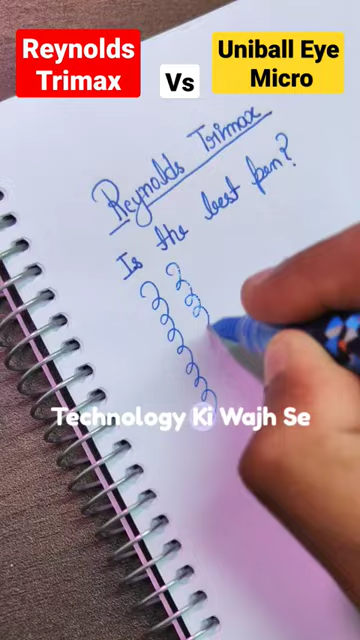 Reynolds
Trimax
Vs
Uniball Eye
Micro
Reynolds Trimax
Is the best pen?
Technology Ki Wajh Se